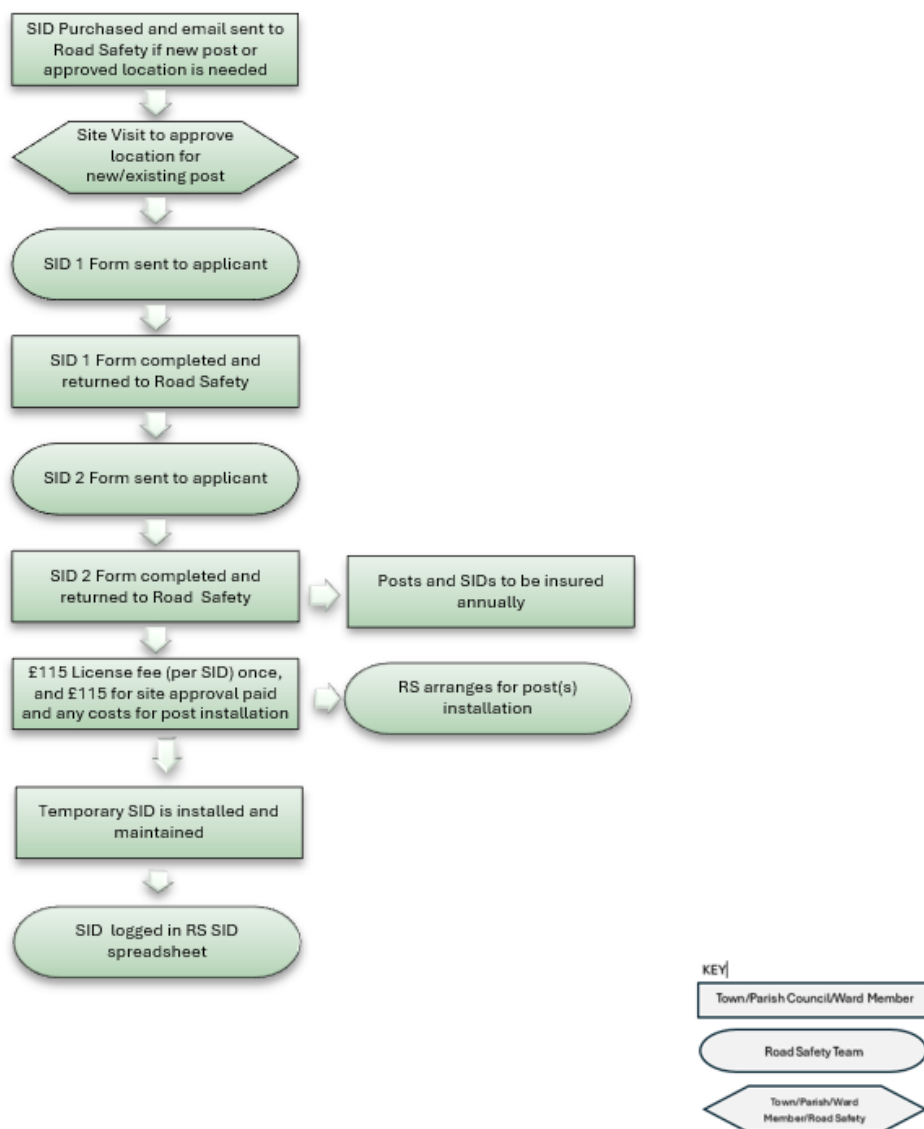 SID Purchased and email sent to
Road Safety if new post or
approved location is needed
Site Visit to approve
location for
new/existing post
SID 1 Form sent to applicant
SID 1 Form completed and
returned to Road Safety
SID 2 Form sent to applicant
SID 2 Form completed and
returned to Road Safety
Posts and SIDs to be insured
annually
£115 License fee (per SID) once,
and £115 for site approval paid
and any costs for post installation
RS arranges for post(s)
installation
Temporary SID is installed and
maintained
SID logged in RS SID
spreadsheet
KEY
Town/Parish Council/Ward Member
Road Safety Team
Town/Parish/Ward
Member/Road Safety